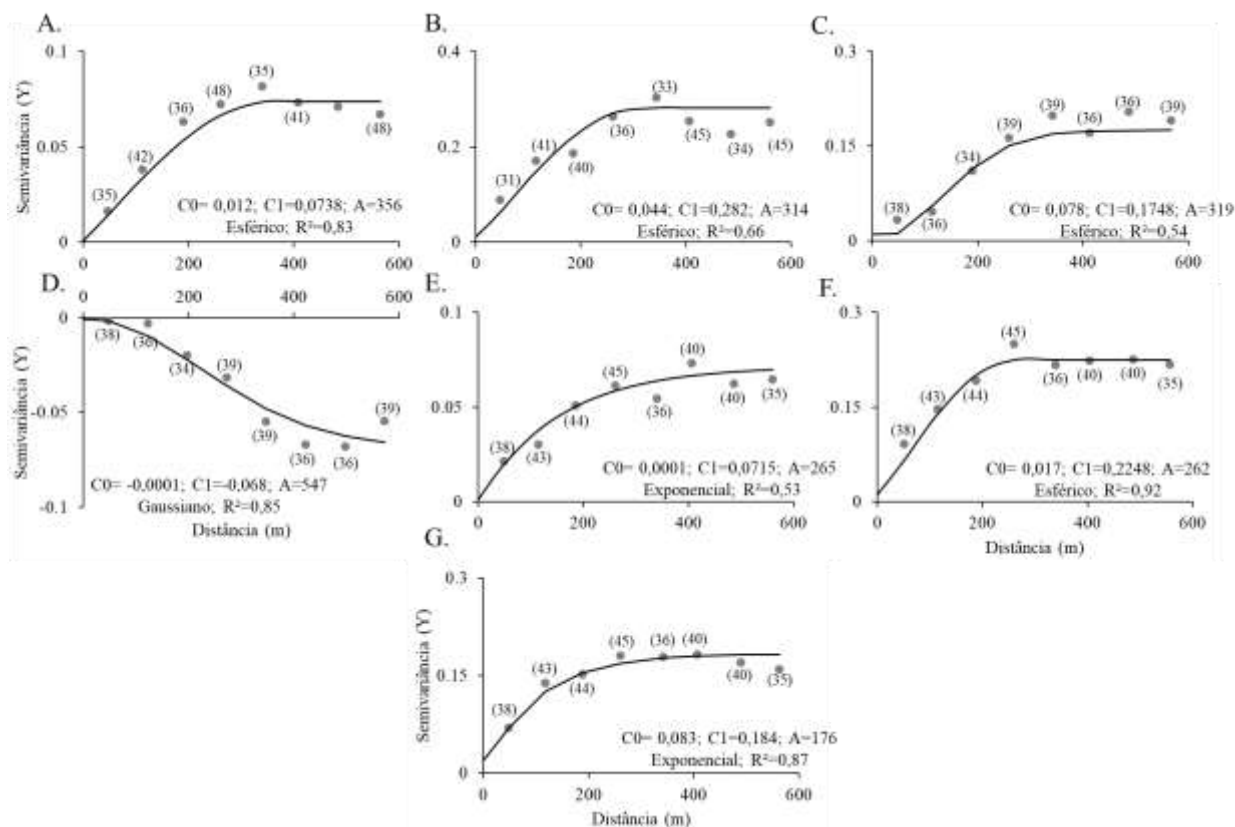 A.
0.1
0.05
0
Semivariância (Y)
(35)
(42)
(36)
(48)
(35)
(41)
(48)
C0= 0,012; C1=0,0738; A=356
Esférico; R²=0,83
0 200 400 600
B.
0.4
0.2
0
(31)
(41)
(40)
(36)
(33)
(45)
(34)
(45)
C0= 0,044; C1=0,282; A=314
Esférico; R²=0,66
0 200 400 600
C.
0.3
0.15
0
(38)
(36)
(34)
(39)
(39)
(36)
(36)
(39)
C0= 0,078; C1=0,1748; A=319
Esférico; R²=0,54
0 200 400 600
D.
0
-0.05
-0.1
Semivariância (Y)
(38)
(36)
(34)
(39)
(39)
(36)
(36)
(39)
C0= -0,0001; C1=-0,068; A=547
Gaussiano; R²=0,85
Distância (m)
E.
0.1
0.05
0
(38)
(43)
(44)
(45)
(36)
(40)
(40)
(35)
C0= 0,0001; C1=0,0715; A=265
Exponencial; R²=0,53
0 200 400 600
F.
0.3
0.15
0
(38)
(43)
(44)
(45)
(36)
(40)
(40)
(35)
C0= 0,017; C1=0,2248; A=262
Esférico; R²=0,92
0 200 400 600
Distância (m)
G.
0.3
0.15
0
Semivariância (Y)
(38)
(43)
(44)
(45)
(36)
(40)
(40)
(35)
C0= 0,083; C1=0,184; A=176
Exponencial; R²=0,87
0 200 400 600
Distância (m)